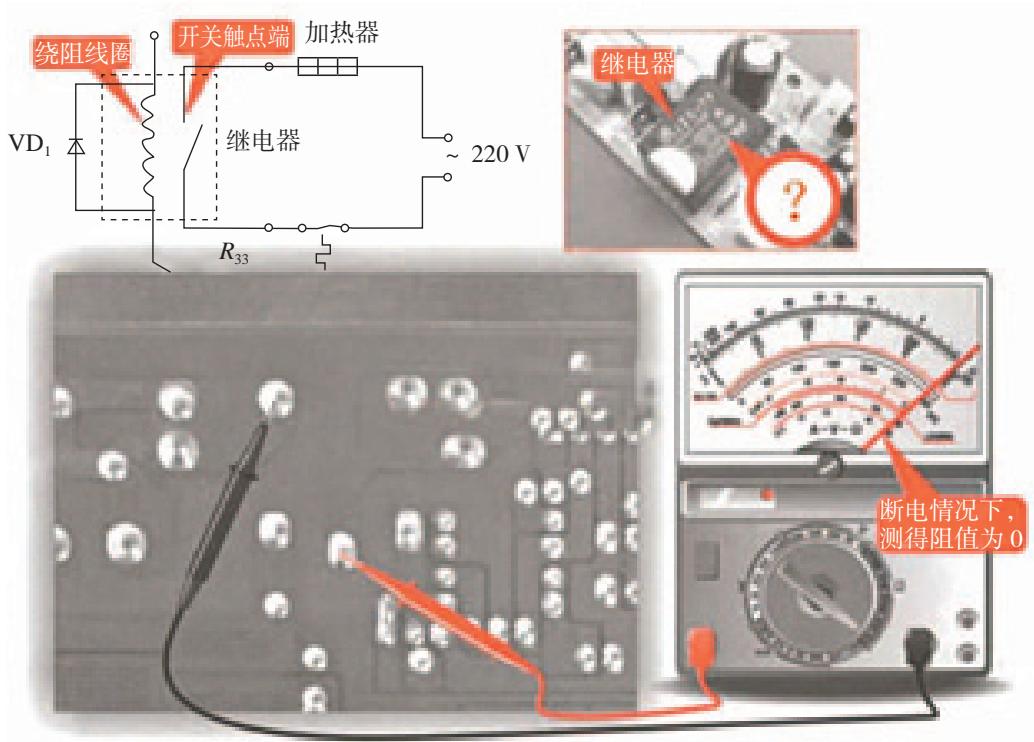 绕阻线圈
开关触点端
加热器
继电器
VD1
继电器
~ 220 V
R33
?
断电情况下，
测得阻值为 0